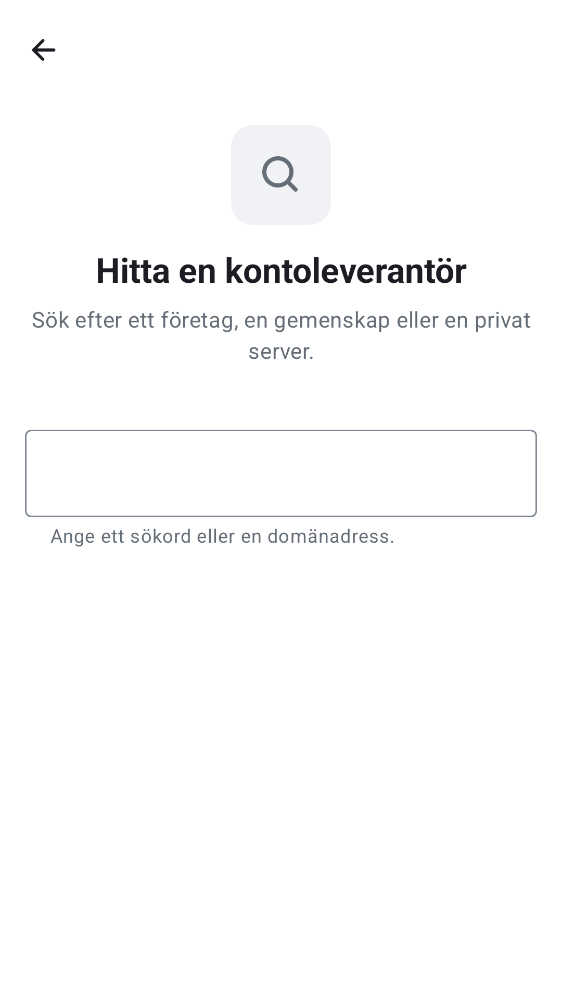 Hitta en kontoleverantör
Sök efter ett företag, en gemenskap eller en privat
server.
Ange ett sökord eller en domänadress.